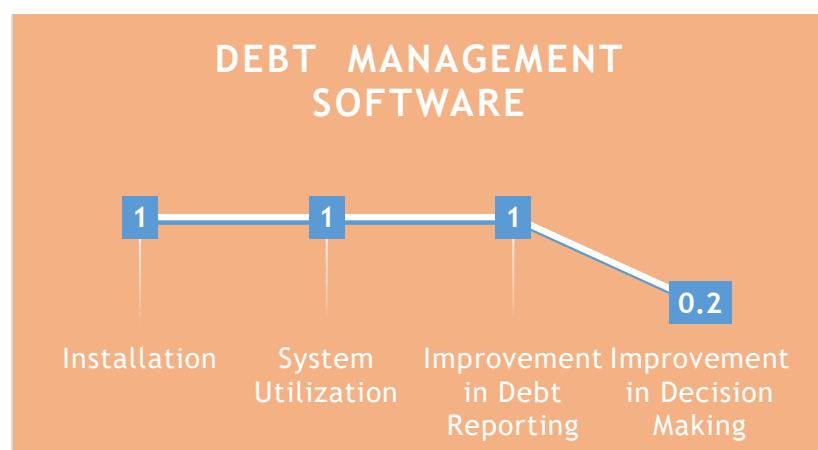 DEBT MANAGEMENT
SOFTWARE
1
1
1
0.2
Installation
System
Utilization
Improvement
in Debt
Reporting
Improvement
in Decision
Making